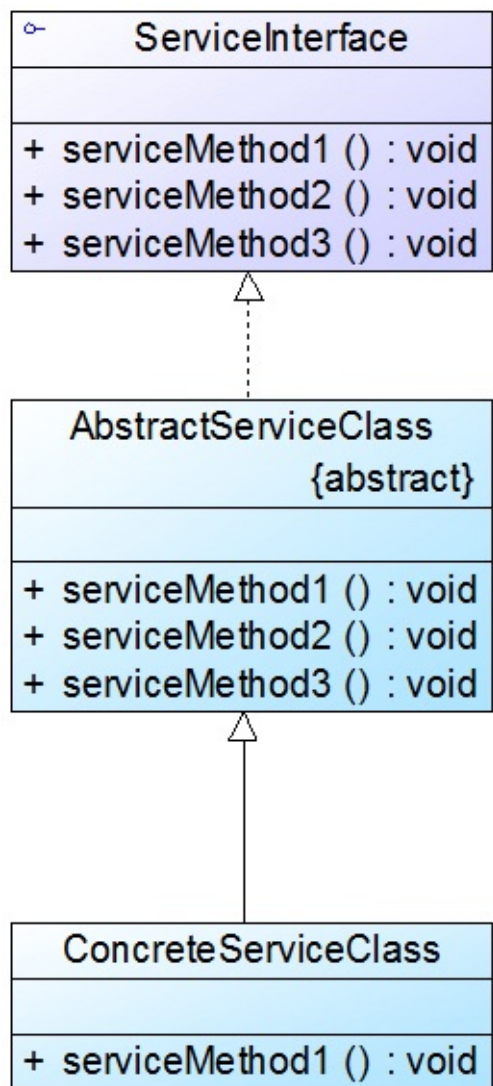 ServiceInterface
+ serviceMethod1 () : void
+ serviceMethod2 () : void
+ serviceMethod3 () : void
AbstractServiceClass
{abstract}
+ serviceMethod1 () : void
+ serviceMethod2 () : void
+ serviceMethod3 () : void
ConcreteServiceClass
+ serviceMethod1 () : void